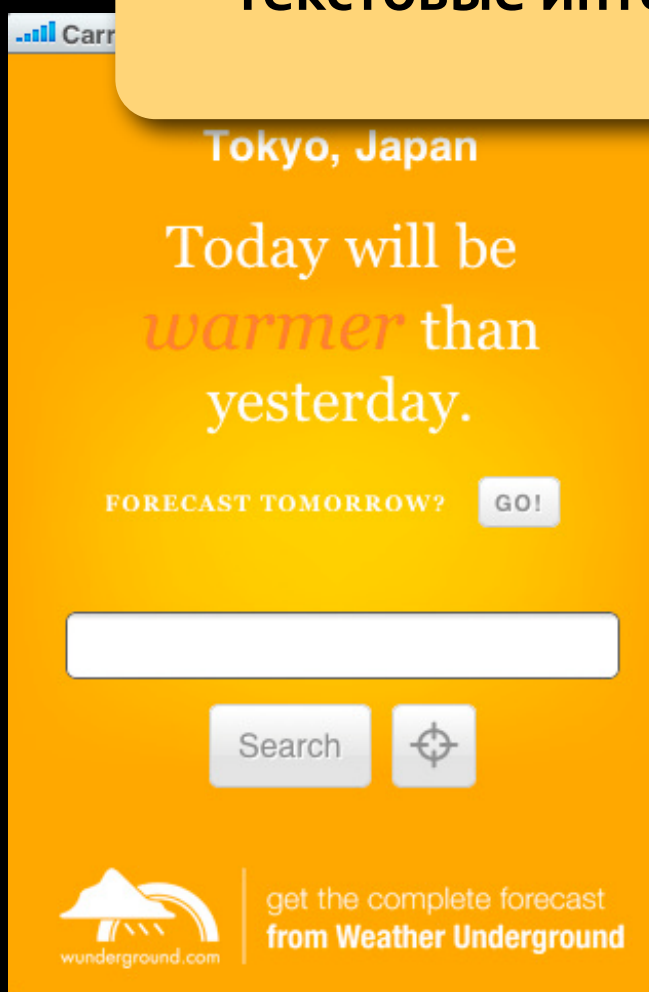 Carr
Tokyo, Japan
Today will be
warmer than
yesterday.
FORECAST TOMORROW? GO!
Search
wunderground.com
get the complete forecast
from Weather Underground